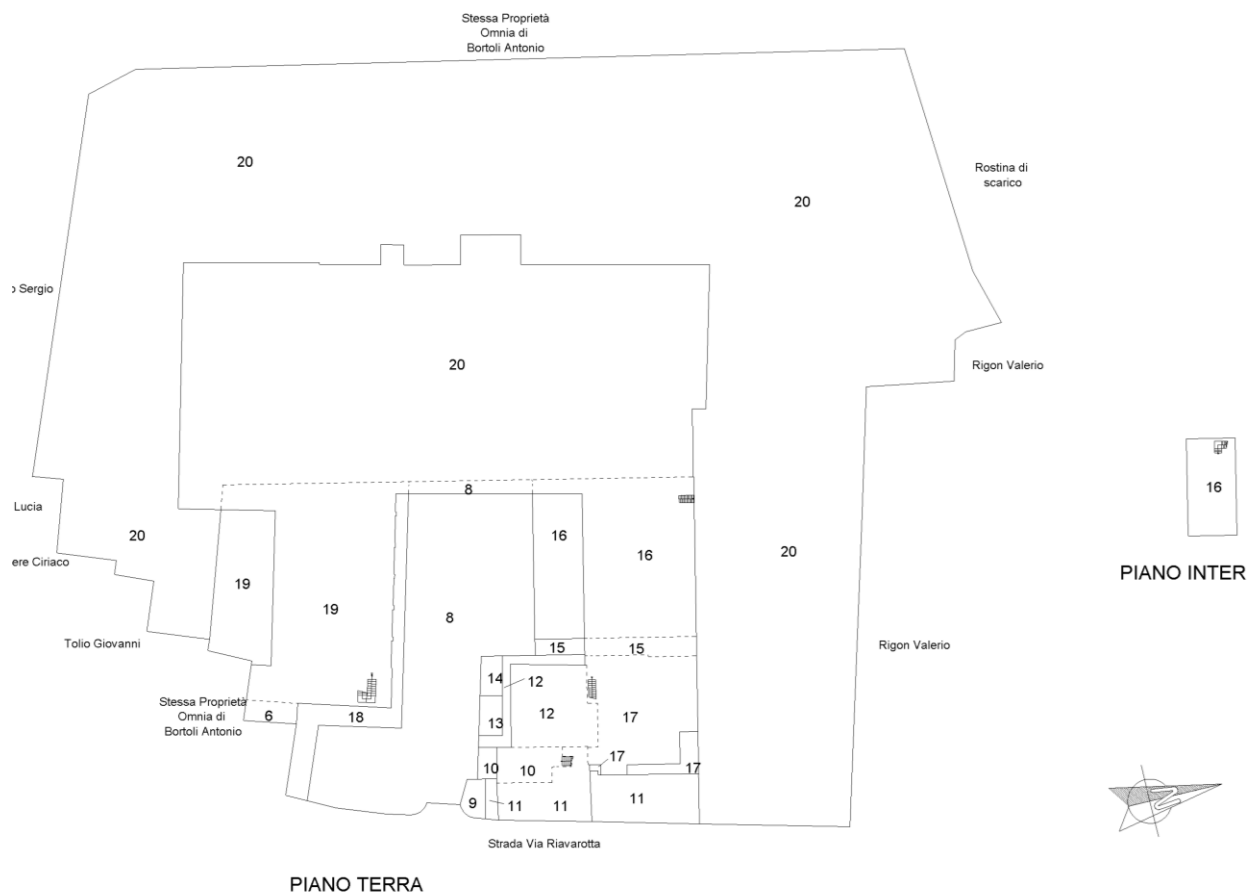 Stessa Proprietà
Omnia di
Bortoli Antonio
20
Rostina di
scarico
20
o Sergio
20
Rigon Valerio
8
16
Lucia
16
20
16
20
ere Ciriaco
PIANO INTER
19
19
8
Tolio Giovanni
15
15
Rigon Valerio
14
12
Stessa Proprietà
Omnia di
Bortoli Antonio
6
18
13
12
17
17
10
10
17
9
11
11
11
Strada Via Riavarotta
PIANO TERRA